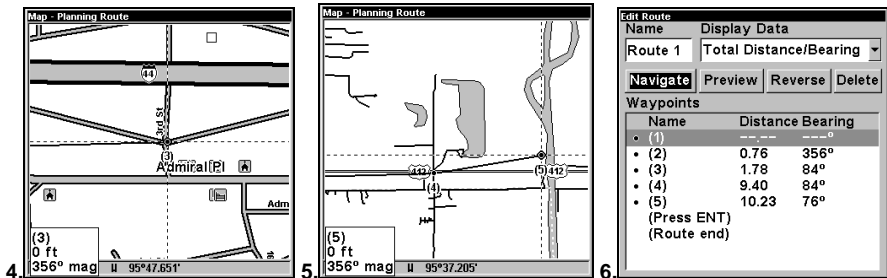 Map - Planning Route
44
3rd St
(3)
Admiral Pl
Adm
(3)
0 ft
356° mag
W 95°47.651'
4.
Map - Planning Route
412
(5)
412
(4)
(5)
0 ft
356° mag
W 95°37.205'
5.
Edit Route
Name Display Data
Route 1 Total Distance/Bearing
Navigate Preview Reverse Delete
Waypoints
Name Distance Bearing
(1) --.-- ---°
(2) 0.76 356°
(3) 1.78 84°
(4) 9.40 84°
(5) 10.23 76°
(Press ENT)
(Route end)
6.